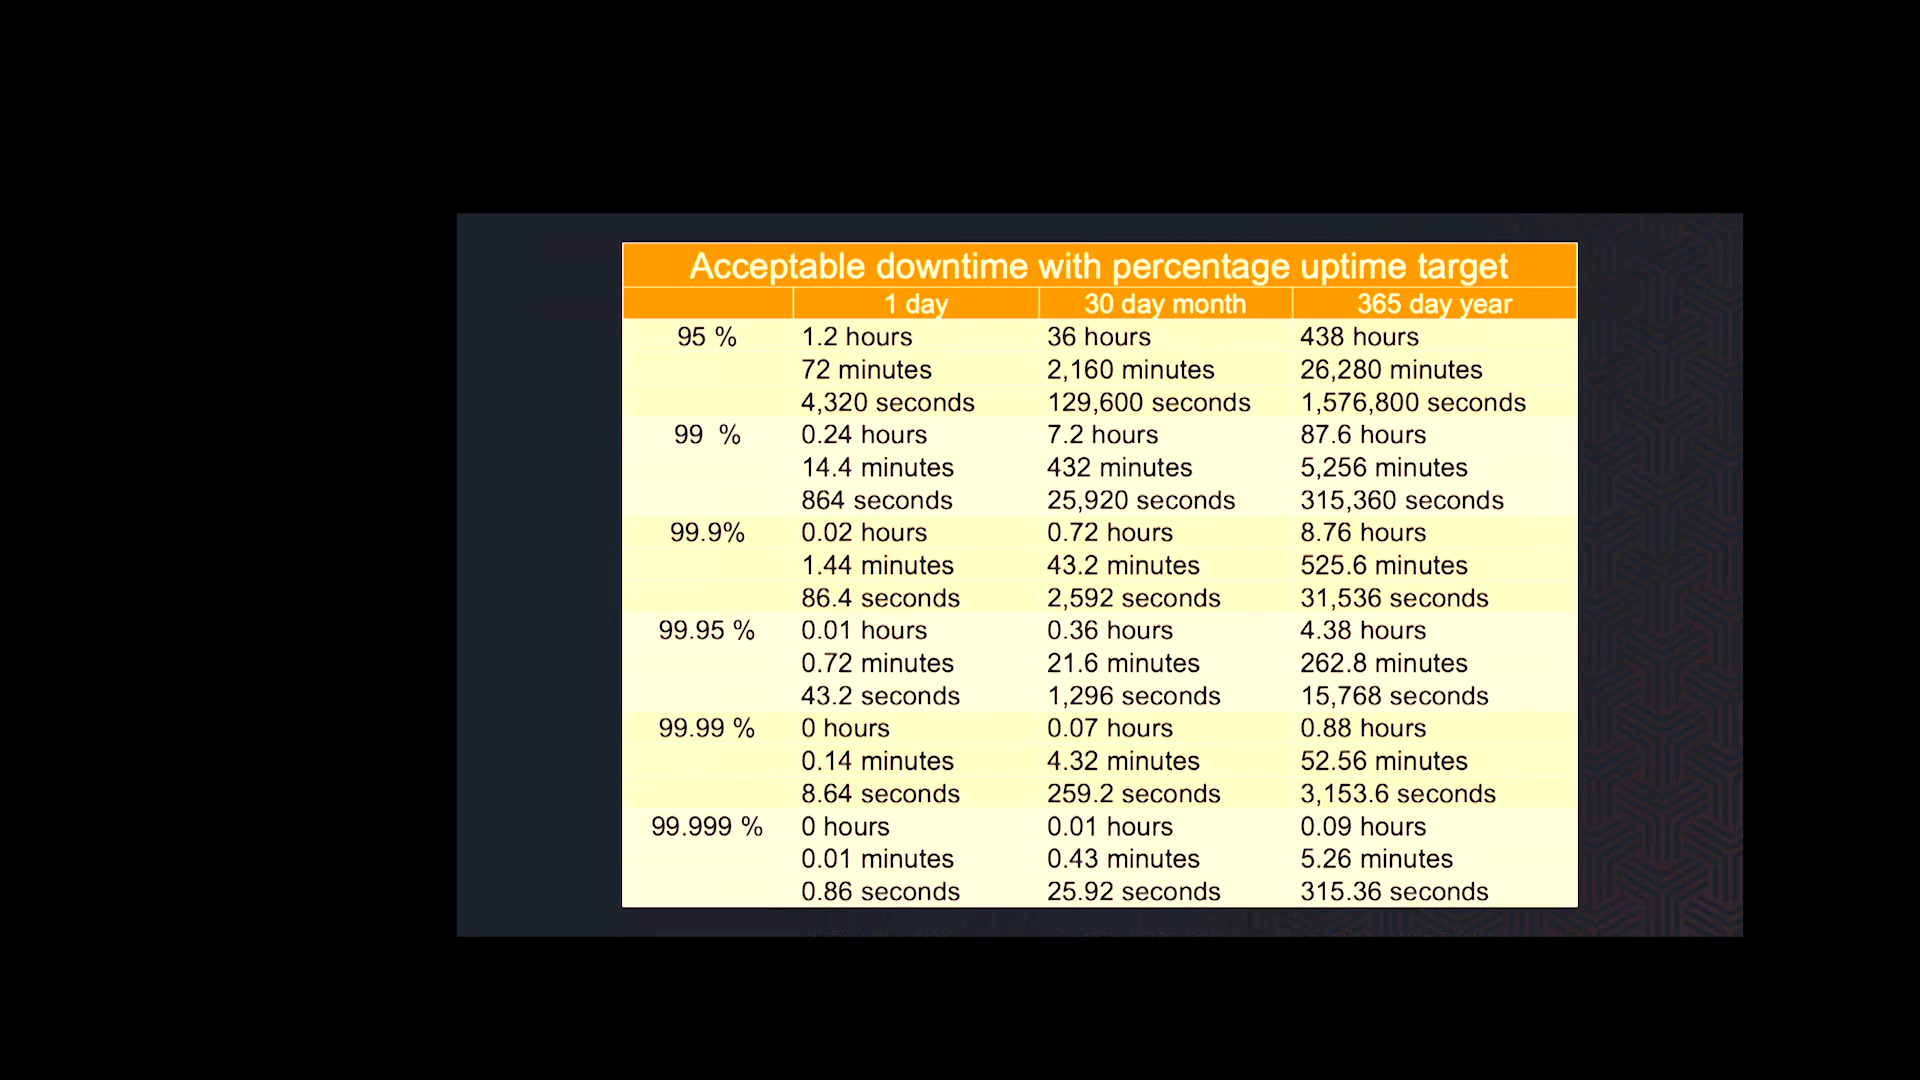 Acceptable downtime with percentage uptime target
1 day 30 day month 365 day year
95 % 1.2 hours 36 hours 438 hours
72 minutes 2,160 minutes 26,280 minutes
4,320 seconds 129,600 seconds 1,576,800 seconds
99 % 0.24 hours 7.2 hours 87.6 hours
14.4 minutes 432 minutes 5,256 minutes
864 seconds 25,920 seconds 315,360 seconds
99.9% 0.02 hours 0.72 hours 8.76 hours
1.44 minutes 43.2 minutes 525.6 minutes
86.4 seconds 2,592 seconds 31,536 seconds
99.95 % 0.01 hours 0.36 hours 4.38 hours
0.72 minutes 21.6 minutes 262.8 minutes
43.2 seconds 1,296 seconds 15,768 seconds
99.99 % 0 hours 0.07 hours 0.88 hours
0.14 minutes 4.32 minutes 52.56 minutes
8.64 seconds 259.2 seconds 3,153.6 seconds
99.999 % 0 hours 0.01 hours 0.09 hours
0.01 minutes 0.43 minutes 5.26 minutes
0.86 seconds 25.92 seconds 315.36 seconds